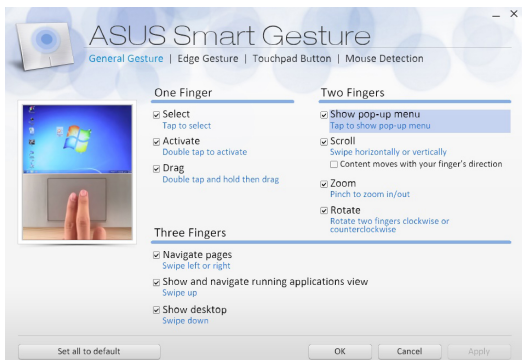 ASUS Smart Gesture
General Gesture | Edge Gesture | Touchpad Button | Mouse Detection
One Finger
Select
Tap to select
Activate
Double tap to activate
Drag
Double tap and hold then drag
Two Fingers
Show pop-up menu
Tap to show pop-up menu
Scroll
Swipe horizontally or vertically
Content moves with your finger's direction
Zoom
Pinch to zoom in/out
Rotate
Rotate two fingers clockwise or
counterclockwise
Three Fingers
Navigate pages
Swipe left or right
Show and navigate running applications view
Swipe up
Show desktop
Swipe down
Set all to default
OK
Cancel
Apply